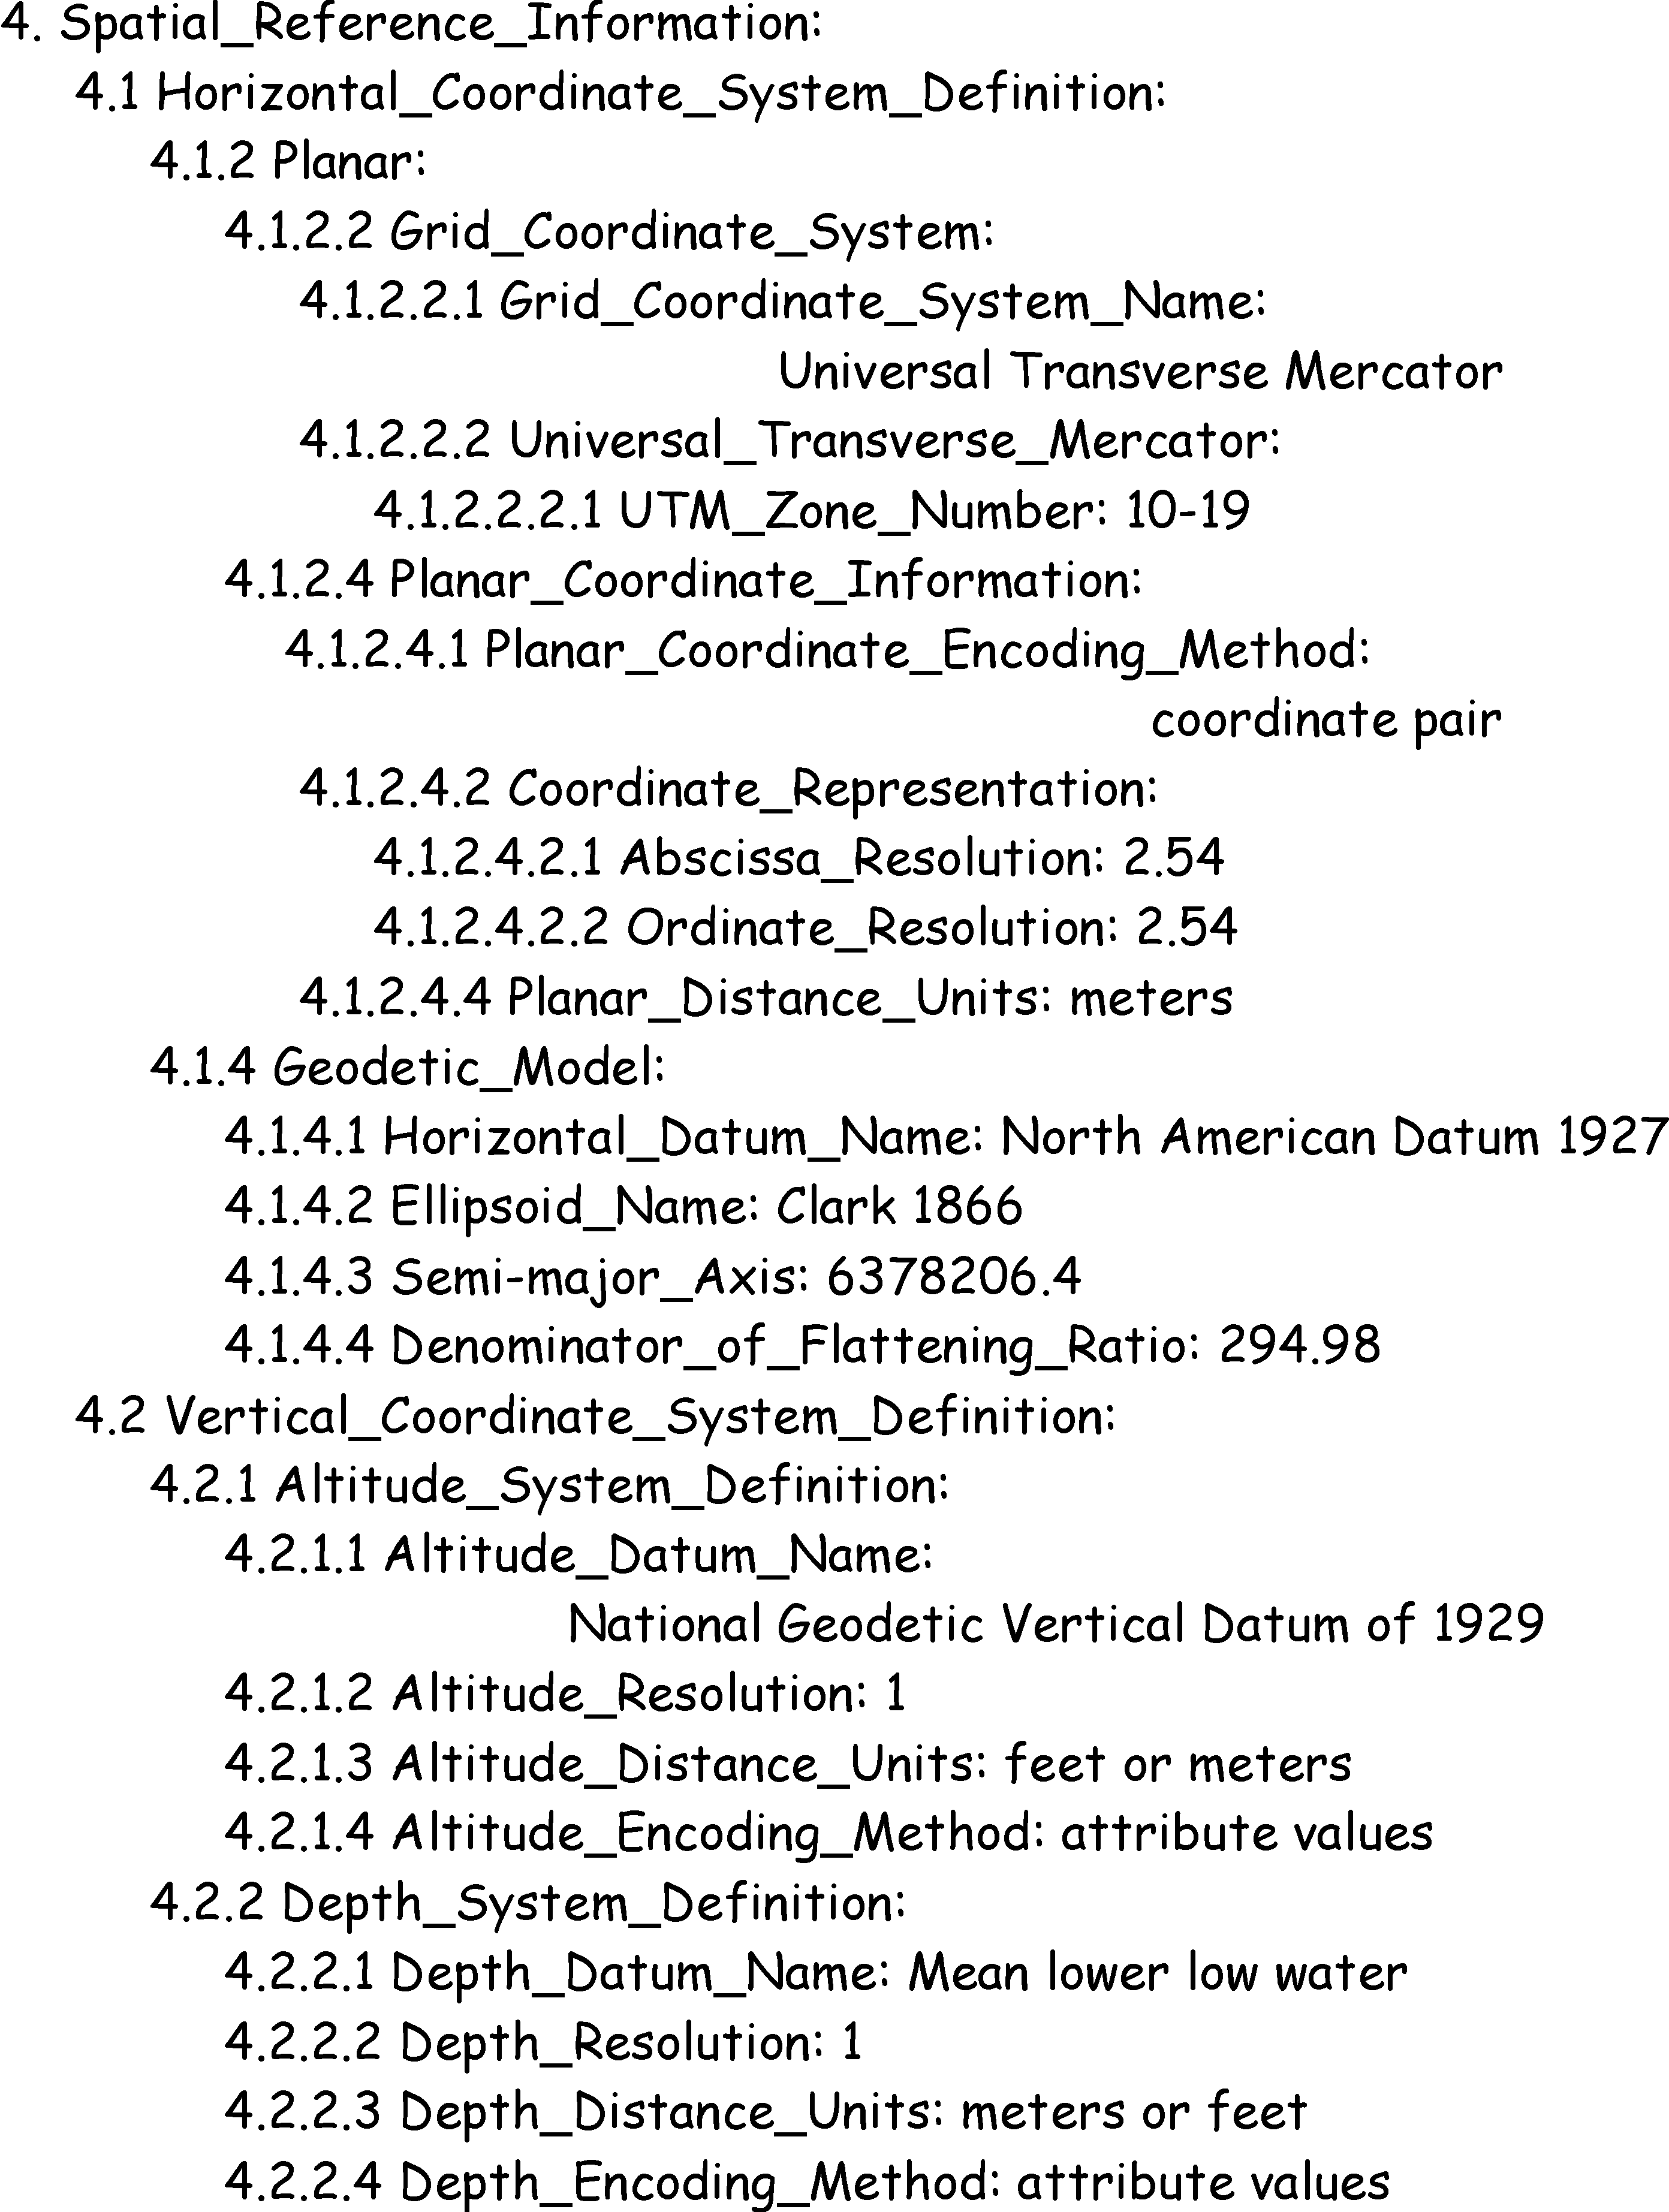 4. Spatial_Reference_Information:
4.1 Horizontal_Coordinate_System_Definition:
4.1.2 Planar:
4.1.2.2 Grid_Coordinate_System:
4.1.2.2.1 Grid_Coordinate_System_Name:
Universal Transverse Mercator
4.1.2.2.2 Universal_Transverse_Mercator:
4.1.2.2.2.1 UTM_Zone_Number: 10-19
4.1.2.4 Planar_Coordinate_Information:
4.1.2.4.1 Planar_Coordinate_Encoding_Method:
coordinate pair
4.1.2.4.2 Coordinate_Representation:
4.1.2.4.2.1 Abscissa_Resolution: 2.54
4.1.2.4.2.2 Ordinate_Resolution: 2.54
4.1.2.4.4 Planar_Distance_Units: meters
4.1.4 Geodetic_Model:
4.1.4.1 Horizontal_Datum_Name: North American Datum 1927
4.1.4.2 Ellipsoid_Name: Clark 1866
4.1.4.3 Semi-major_Axis: 6378206.4
4.1.4.4 Denominator_of_Flattening_Ratio: 294.98
4.2 Vertical_Coordinate_System_Definition:
4.2.1 Altitude_System_Definition:
4.2.1.1 Altitude_Datum_Name:
National Geodetic Vertical Datum of 1929
4.2.1.2 Altitude_Resolution: 1
4.2.1.3 Altitude_Distance_Units: feet or meters
4.2.1.4 Altitude_Encoding_Method: attribute values
4.2.2 Depth_System_Definition:
4.2.2.1 Depth_Datum_Name: Mean lower low water
4.2.2.2 Depth_Resolution: 1
4.2.2.3 Depth_Distance_Units: meters or feet
4.2.2.4 Depth_Encoding_Method: attribute values